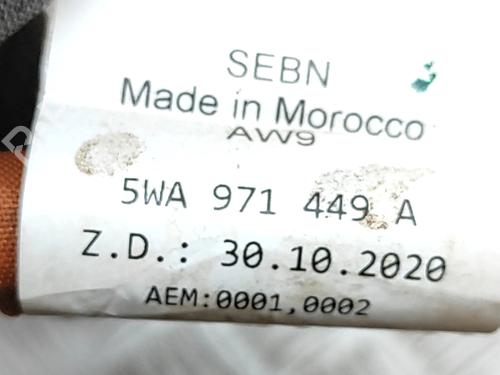 SEBN
Made in Morocco
AW9
5WA 971 449 A
Z.D.: 30.10.2020
AEM:0001,0002